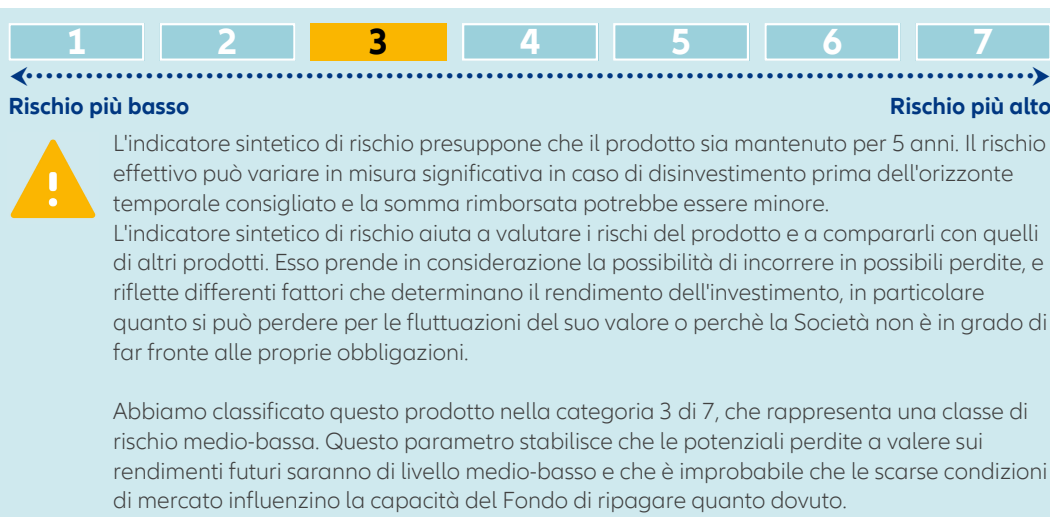 1 2 3 4 5 6 7
Rischio più basso Rischio più alto
L'indicatore sintetico di rischio presuppone che il prodotto sia mantenuto per 5 anni. Il rischio
effettivo può variare in misura significativa in caso di disinvestimento prima dell'orizzonte
temporale consigliato e la somma rimborsata potrebbe essere minore.
L'indicatore sintetico di rischio aiuta a valutare i rischi del prodotto e a compararli con quelli
di altri prodotti. Esso prende in considerazione la possibilità di incorrere in possibili perdite, e
riflette differenti fattori che determinano il rendimento dell'investimento, in particolare
quanto si può perdere per le fluttuazioni del suo valore o perchè la Società non è in grado di
far fronte alle proprie obbligazioni.
Abbiamo classificato questo prodotto nella categoria 3 di 7, che rappresenta una classe di
rischio medio-bassa. Questo parametro stabilisce che le potenziali perdite a valere sui
rendimenti futuri saranno di livello medio-basso e che è improbabile che le scarse condizioni
di mercato influenzino la capacità del Fondo di ripagare quanto dovuto.